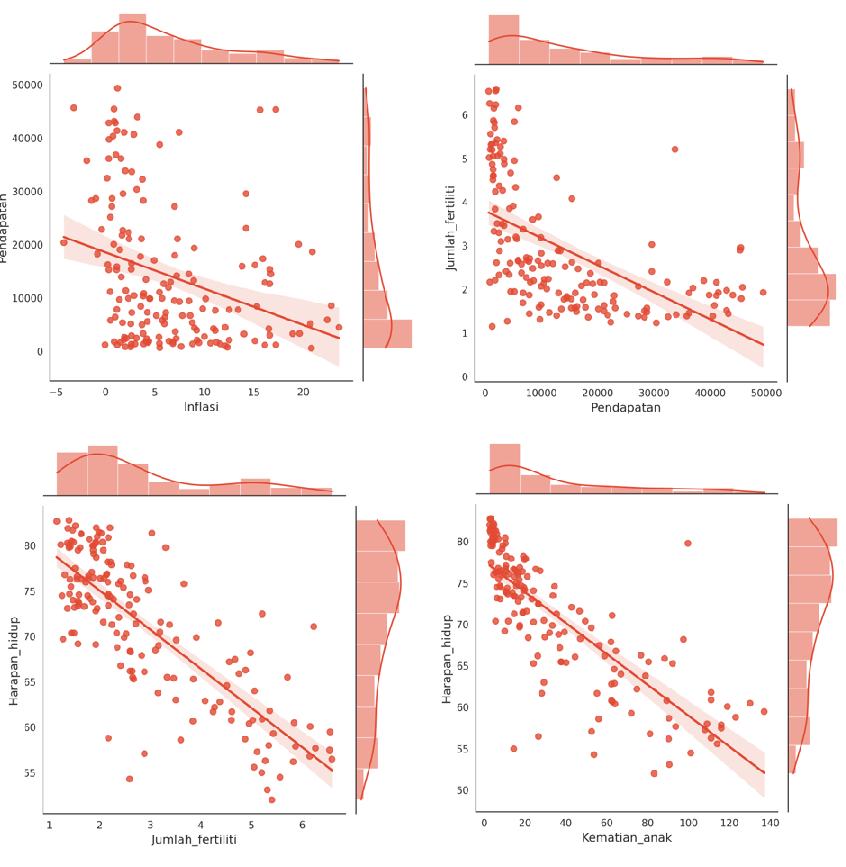 50000
40000
30000
20000
10000
0
Pendapatan
−5 0 5 10 15 20
Inflasi
6
5
4
3
2
1
0
Jumlah_fertiliti
0 10000 20000 30000 40000 50000
Pendapatan
80
75
70
65
60
55
Harapan_hidup
1 2 3 4 5 6
Jumlah_fertiliti
80
75
70
65
60
55
50
Harapan_hidup
0 20 40 60 80 100 120 140
Kematian_anak